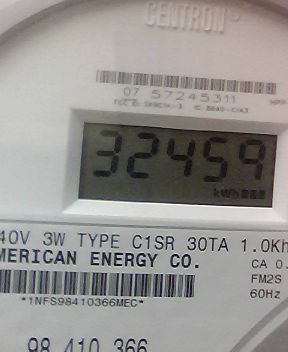 CENTRON
07 57245311
HPP
32459
kWh
40V 3W TYPE C1SR 30TA 1.0Kh
MERICAN ENERGY CO.
CA 0.
FM2S
60Hz
*1NFS98410366MEC*
98 410 366